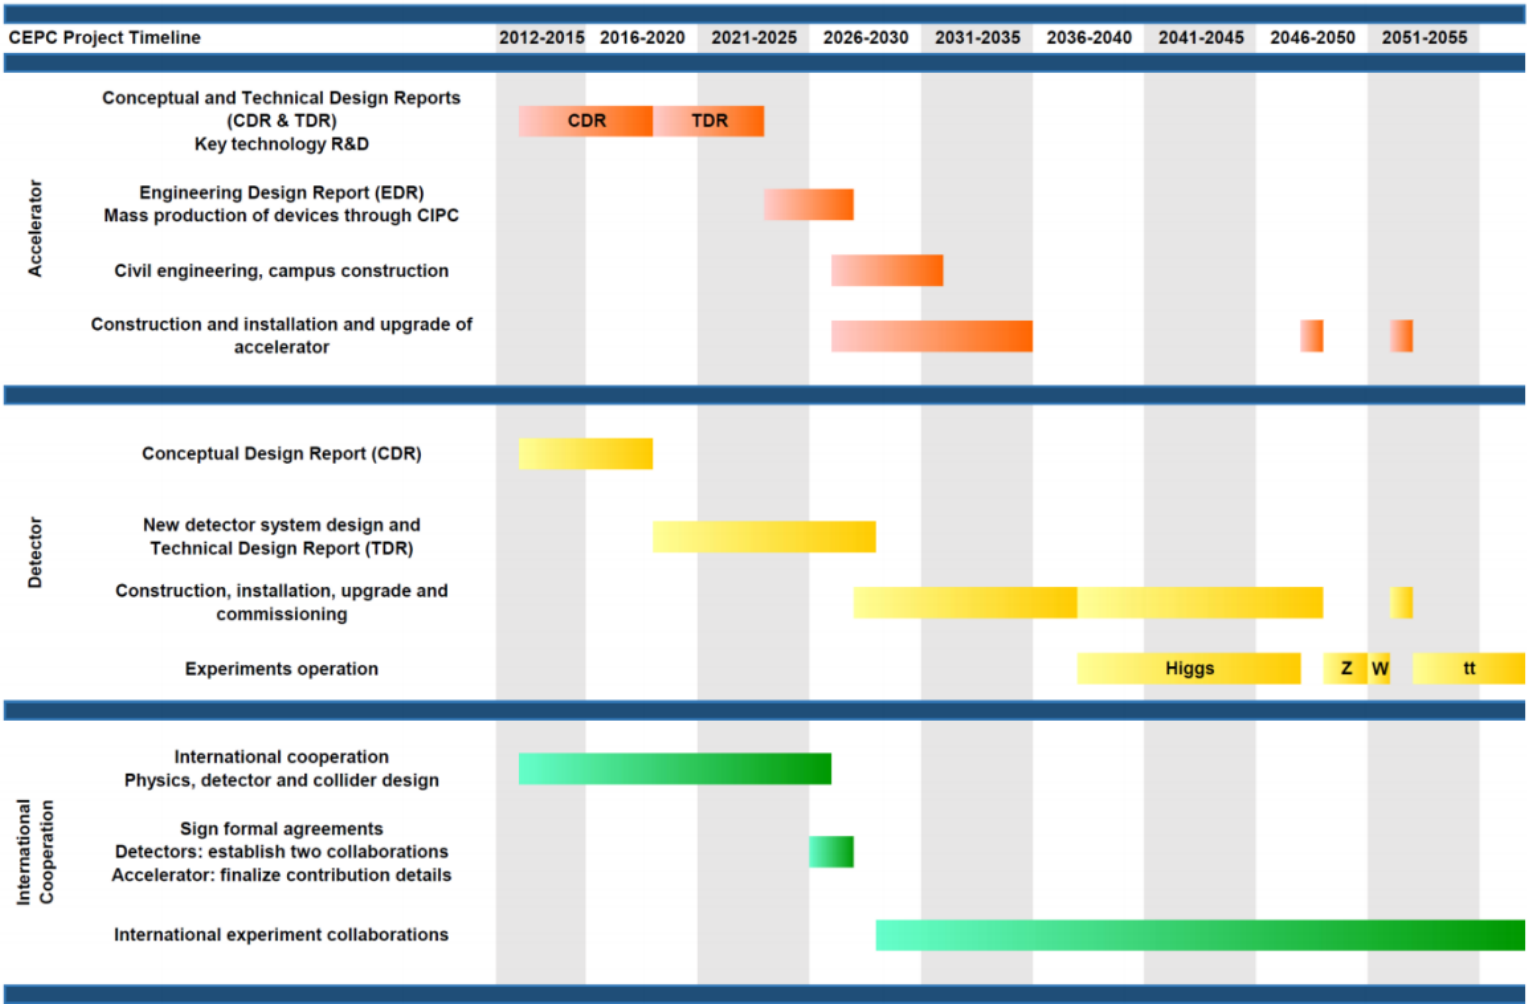 CEPC Project Timeline 2012-2015 2016-2020 2021-2025 2026-2030 2031-2035 2036-2040 2041-2045 2046-2050 2051-2055
Accelerator
Conceptual and Technical Design Reports
(CDR & TDR)
Key technology R&D
CDR TDR
Engineering Design Report (EDR)
Mass production of devices through CIPC
Civil engineering, campus construction
Construction and installation and upgrade of
accelerator
Detector
Conceptual Design Report (CDR)
New detector system design and
Technical Design Report (TDR)
Construction, installation, upgrade and
commissioning
Experiments operation
Higgs Z W tt
International
Cooperation
International cooperation
Physics, detector and collider design
Sign formal agreements
Detectors: establish two collaborations
Accelerator: finalize contribution details
International experiment collaborations